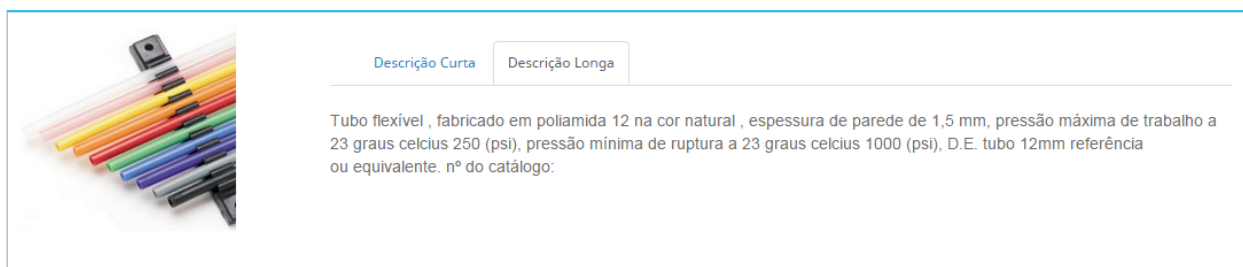 Descrição Curta Descrição Longa
Tubo flexível , fabricado em poliamida 12 na cor natural , espessura de parede de 1,5 mm, pressão máxima de trabalho a
23 graus celcius 250 (psi), pressão mínima de ruptura a 23 graus celcius 1000 (psi), D.E. tubo 12mm referência
ou equivalente. nº do catálogo: